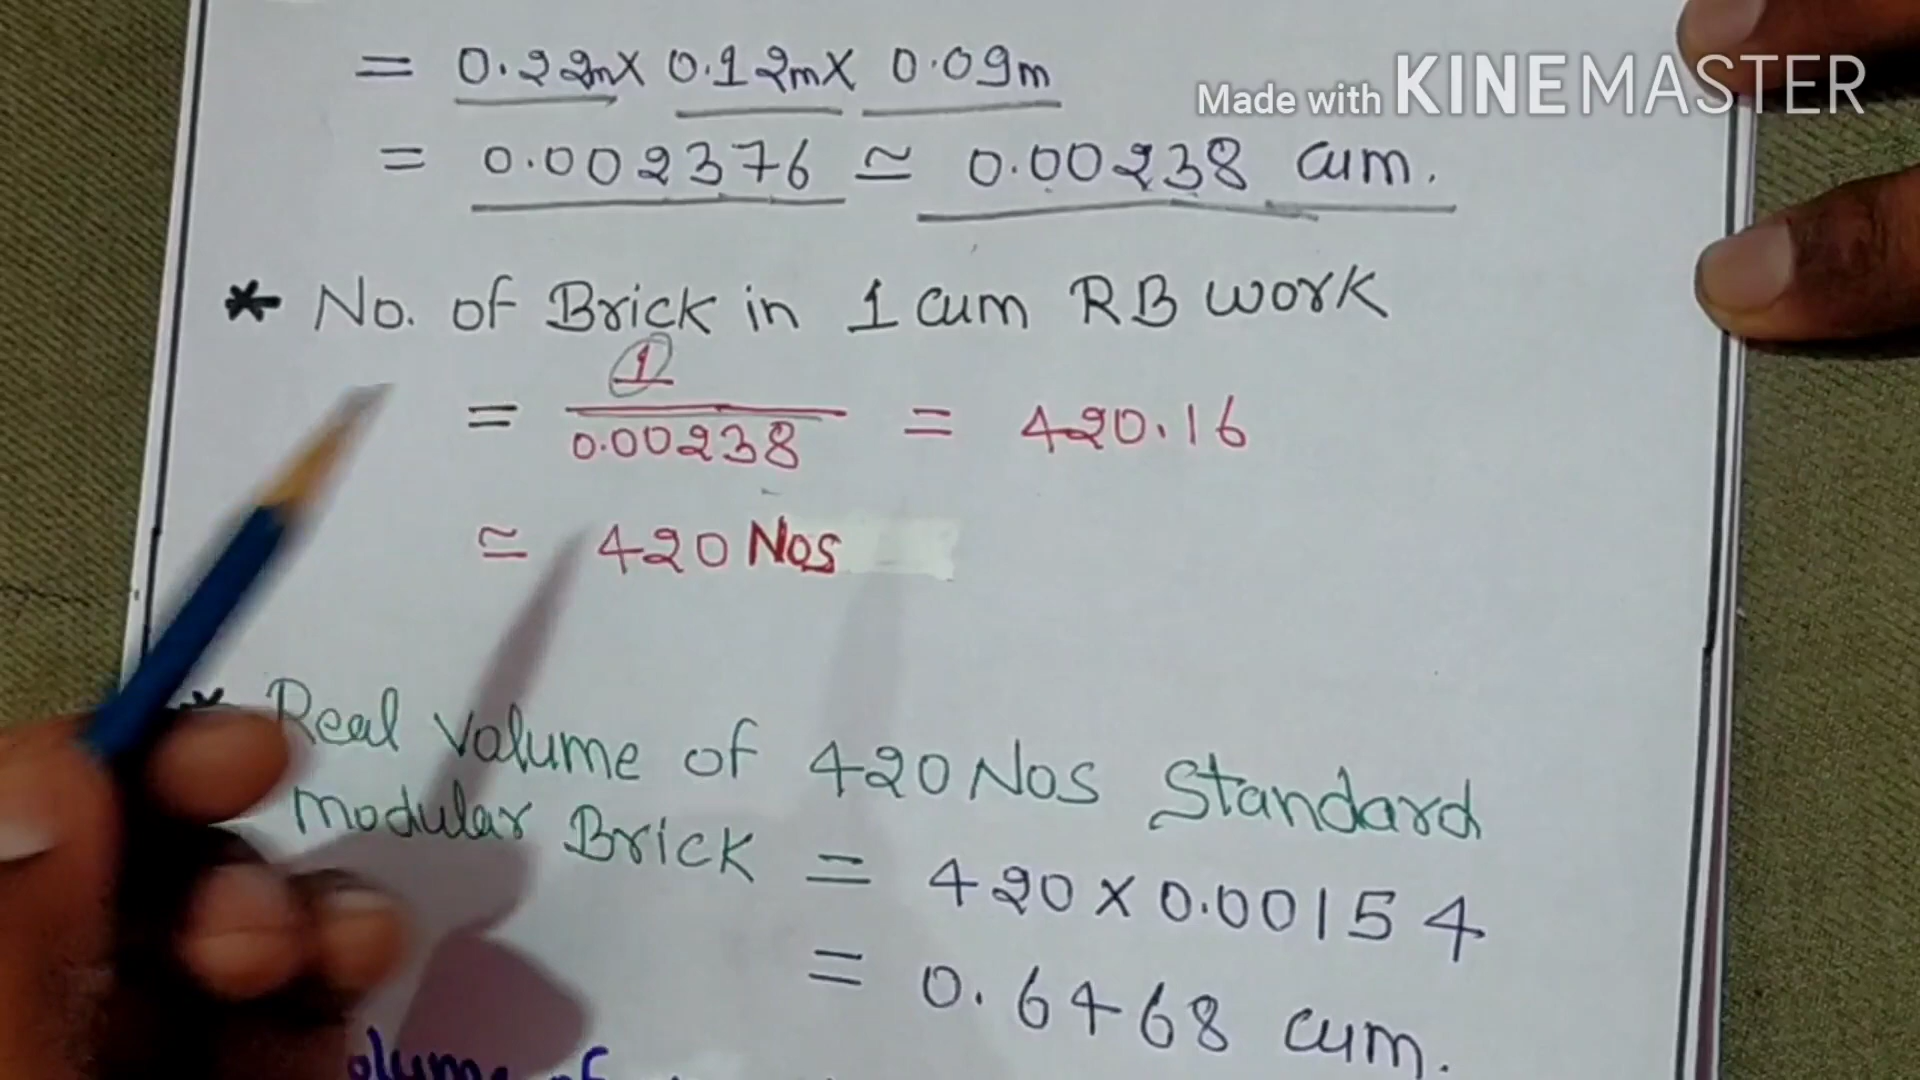 = 0.22m x 0.12m x 0.09m
Made with KINEMASTER
= 0.002376 ≃ 0.00238 cum.
* No. of Brick in 1 cum RB work
= 1 / 0.00238 = 420.16
≃ 420 Nos
* Real Volume of 420 Nos Standard
modular Brick = 420 x 0.00154
= 0.6468 cum.